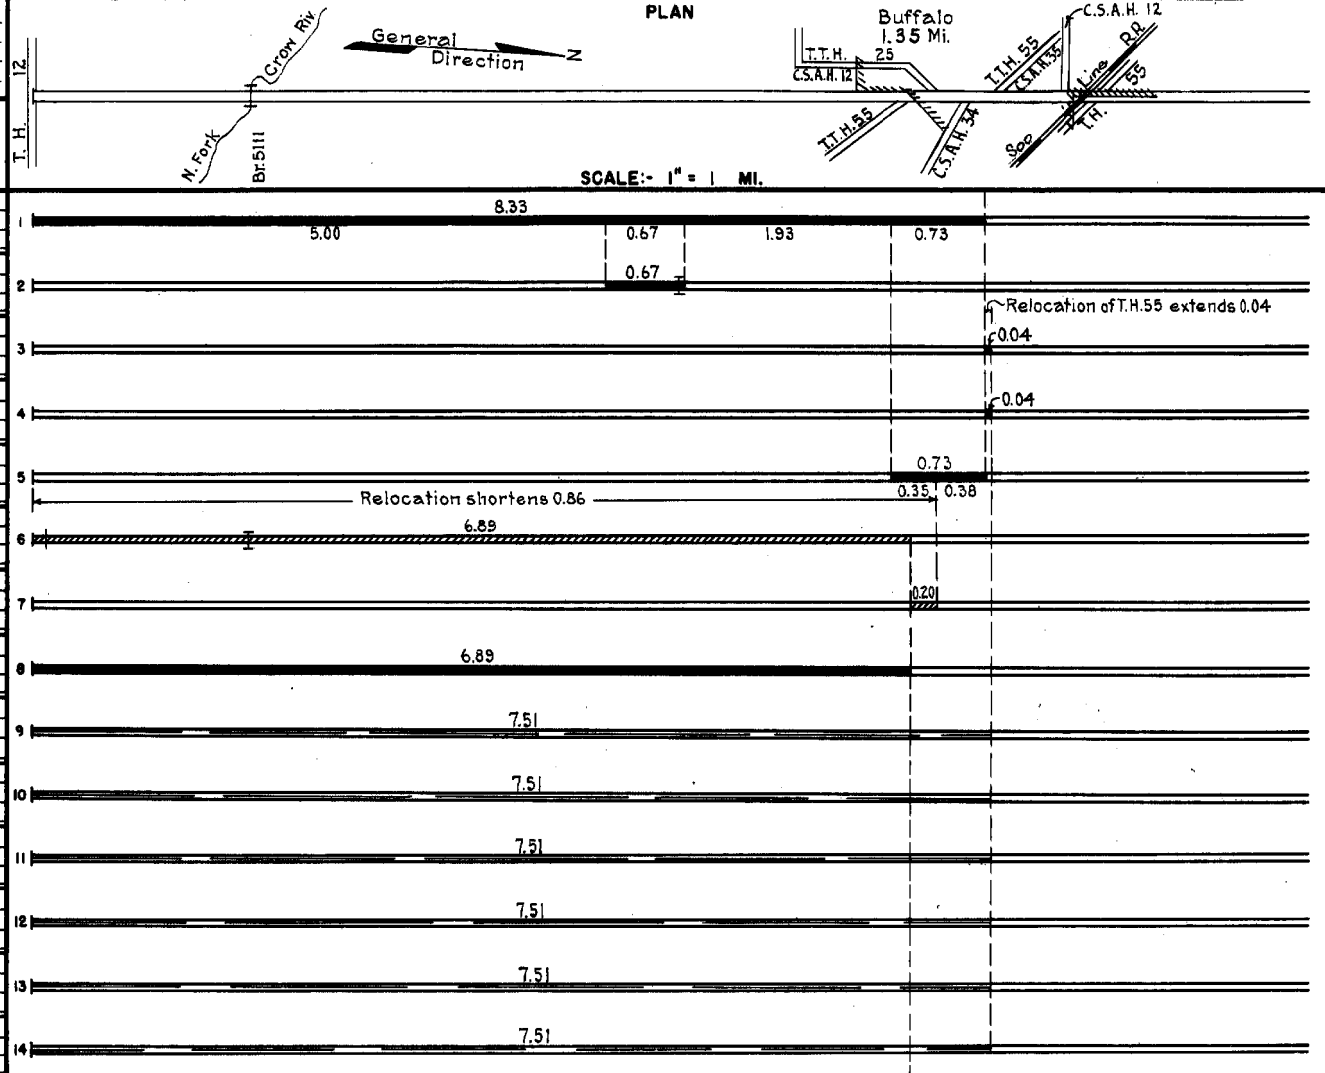 PLAN
C.S.A.H. 12
Buffalo
1.35 Mi.
General
Direction
N
Crow Riv.
N. Fork
Br.5111
T. H. 12
T.T.H. 25
C.S.A.H. 12
T.T.H.55
C.S.A.H. 34
T.T.H. 55
C.S.A.H.35
Soo Line R.R.
T.H. 55
SCALE:- 1" = 1 MI.
1
8.33
5.00 0.67 1.93 0.73
2
0.67
Relocation of T.H.55 extends 0.04
3
0.04
4
0.04
5
0.73
0.35 0.38
Relocation shortens 0.86
6
6.89
7
0.20
8
6.89
9
7.51
10
7.51
11
7.51
12
7.51
13
7.51
14
7.51